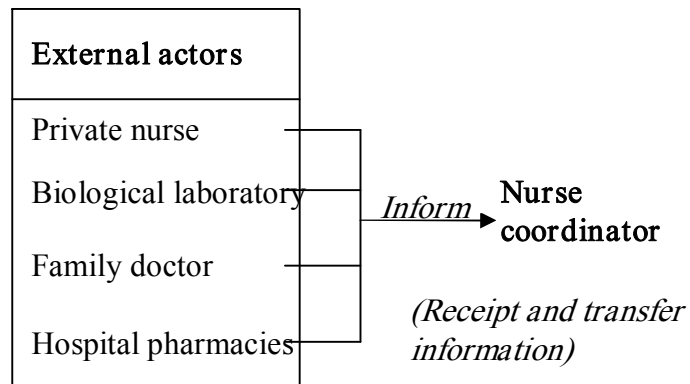 External actors
Private nurse
Biological laboratory
Family doctor
Hospital pharmacies
Inform
Nurse
coordinator
(Receipt and transfer
information)